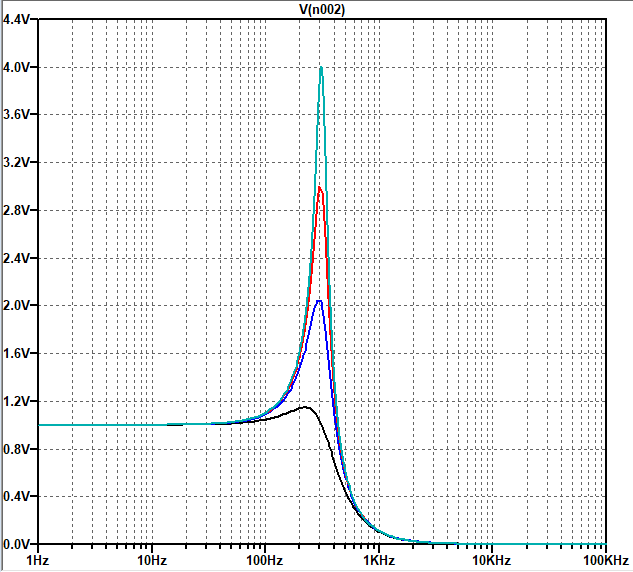 V(n002)
4.4V
4.0V
3.6V
3.2V
2.8V
2.4V
2.0V
1.6V
1.2V
0.8V
0.4V
0.0V
1Hz 10Hz 100Hz 1KHz 10KHz 100KHz